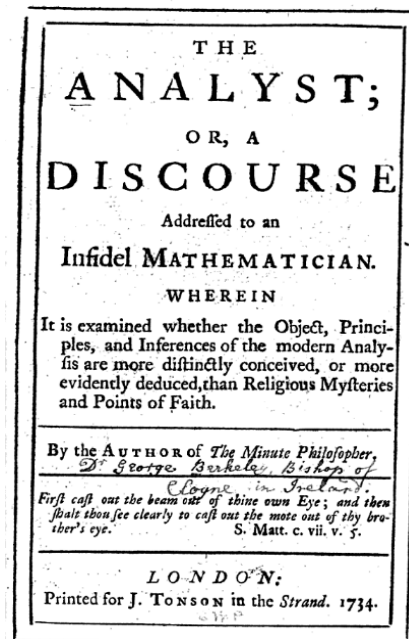 THE
ANALYST;
OR, A
DISCOURSE
Addreſſed to an
Infidel MATHEMATICIAN.
WHEREIN
It is examined whether the Object, Princi-
ples, and Inferences of the modern Analy-
ſis are more diſtinctly conceived, or more
evidently deduced, than Religious Myſteries
and Points of Faith.
By the AUTHOR of The Minute Philoſopher,
Dr George Berkeley, Bishop of
Cloyne in Ireland.
Firſt caſt out the beam out of thine own Eye; and then
ſhalt thou ſee clearly to caſt out the mote out of thy bro-
ther's eye. S. Matt. c. vii. v. 5.
LONDON:
Printed for J. TONSON in the Strand. 1734.